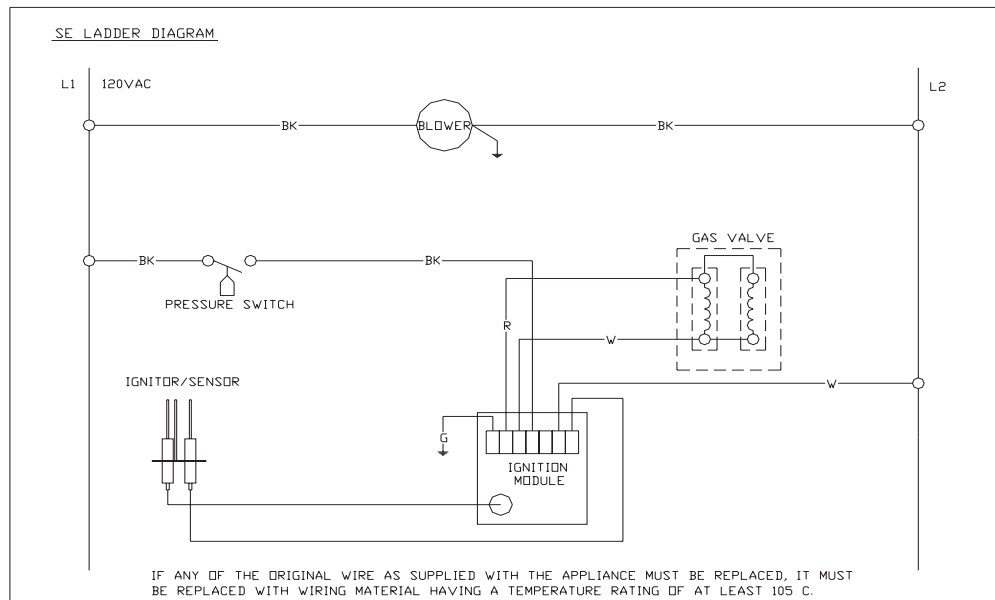 SE LADDER DIAGRAM
L1 120VAC
L2
BK BLOWER BK
GAS VALVE
BK BK
PRESSURE SWITCH
R
W
IGNITOR/SENSOR
W
G
IGNITION
MODULE
IF ANY OF THE ORIGINAL WIRE AS SUPPLIED WITH THE APPLIANCE MUST BE REPLACED, IT MUST
BE REPLACED WITH WIRING MATERIAL HAVING A TEMPERATURE RATING OF AT LEAST 105 C.